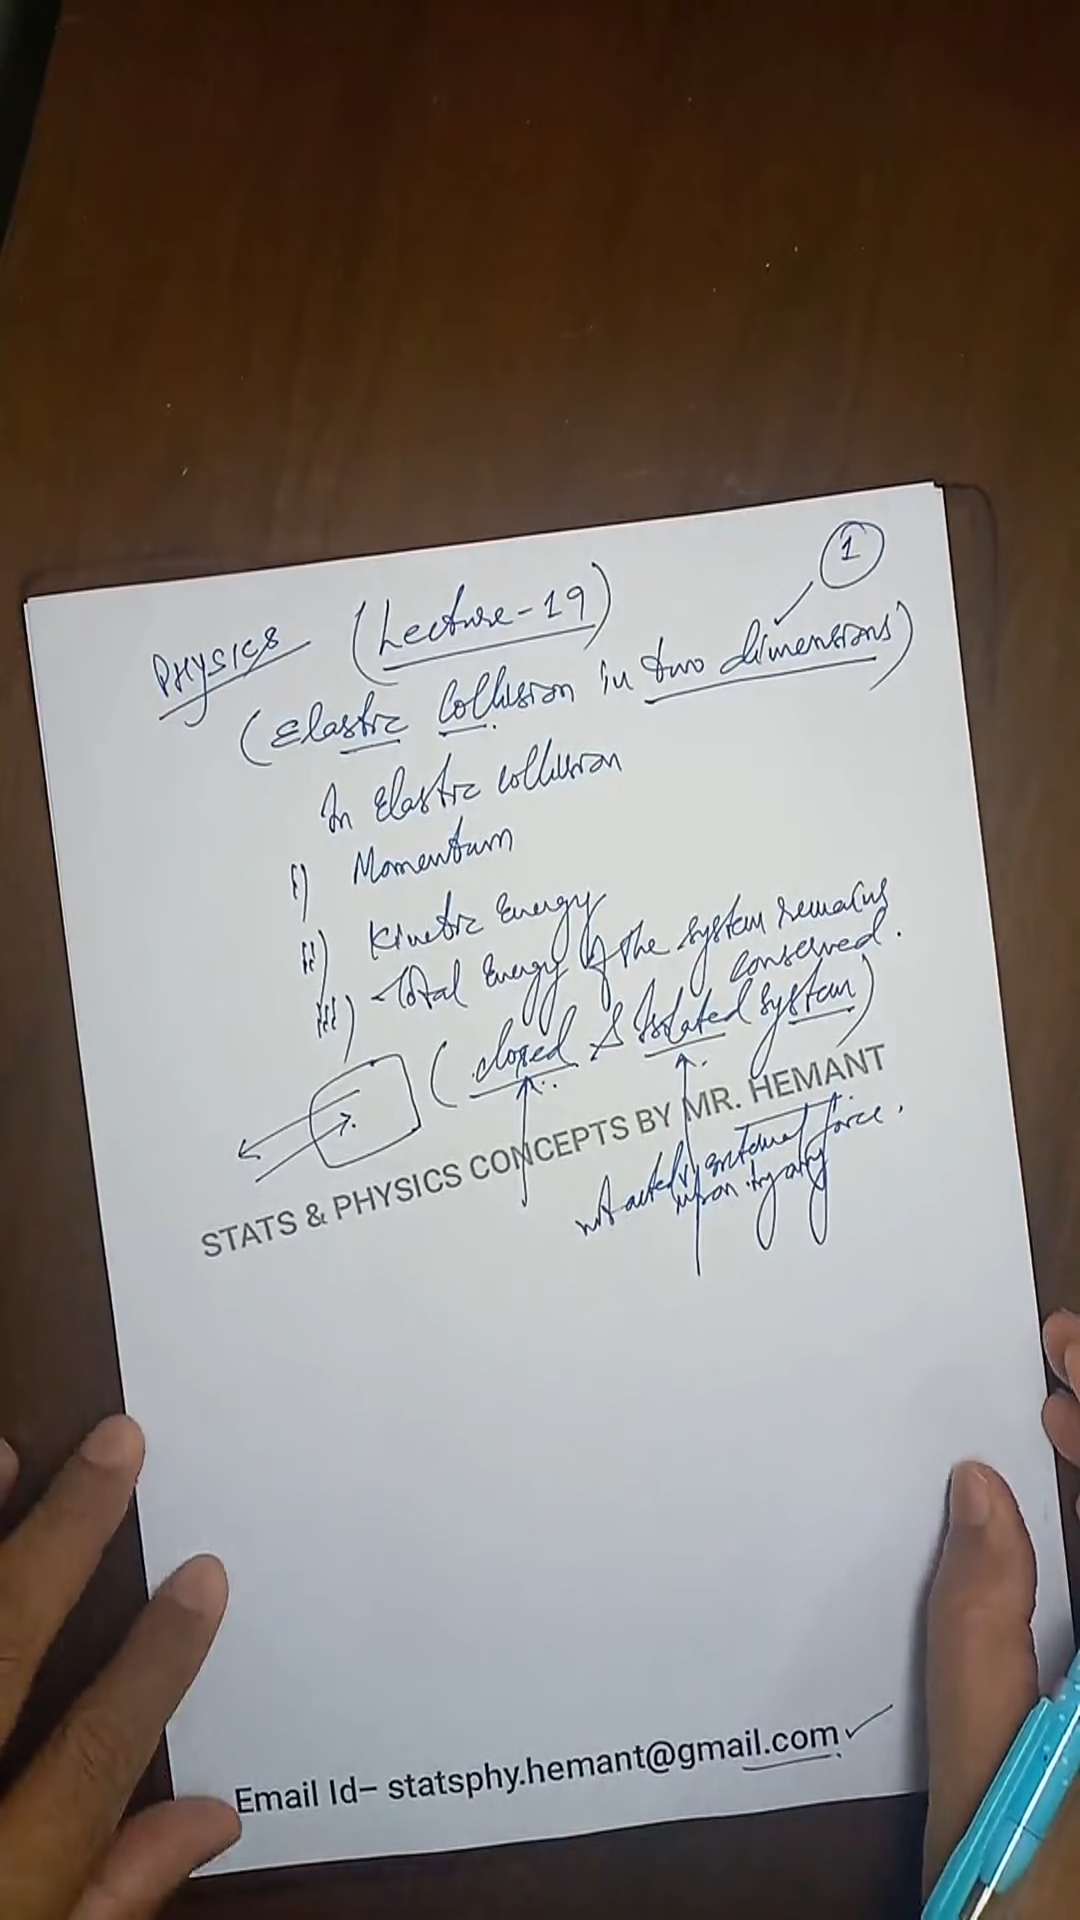 1
PHYSICS (Lecture-19)
(Elastic Collision in two dimensions)
In Elastic collision
i) Momentum
ii) Kinetic Energy
iii) Total Energy of the system remains
conserved.
(closed & Isolated system)
STATS & PHYSICS CONCEPTS BY MR. HEMANT
not acted external force.
upon by any
Email Id- statsphy.hemant@gmail.com